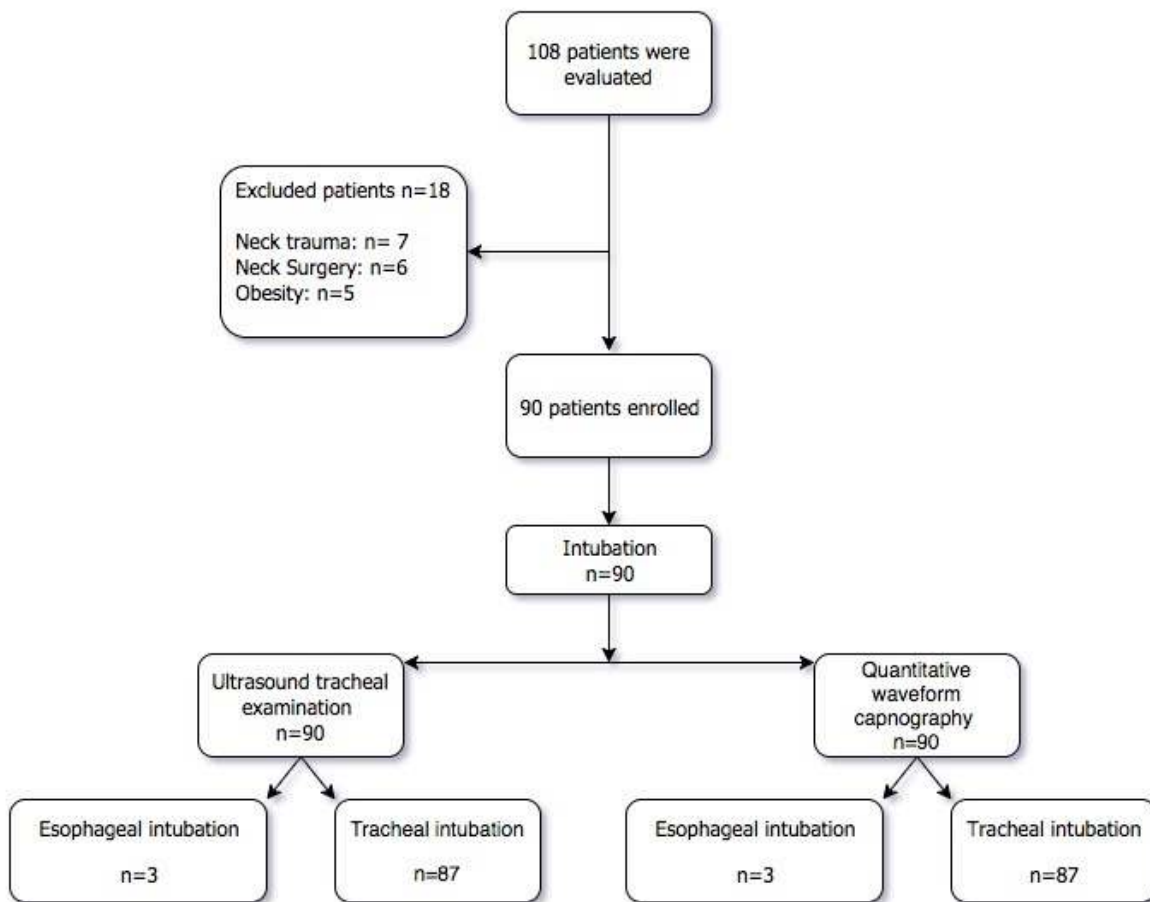 108 patients were
evaluated
Excluded patients n=18
Neck trauma: n= 7
Neck Surgery: n=6
Obesity: n=5
90 patients enrolled
Intubation
n=90
Ultrasound tracheal
examination
n=90
Quantitative
waveform
capnography
n=90
Esophageal intubation
n=3
Tracheal intubation
n=87
Esophageal intubation
n=3
Tracheal intubation
n=87